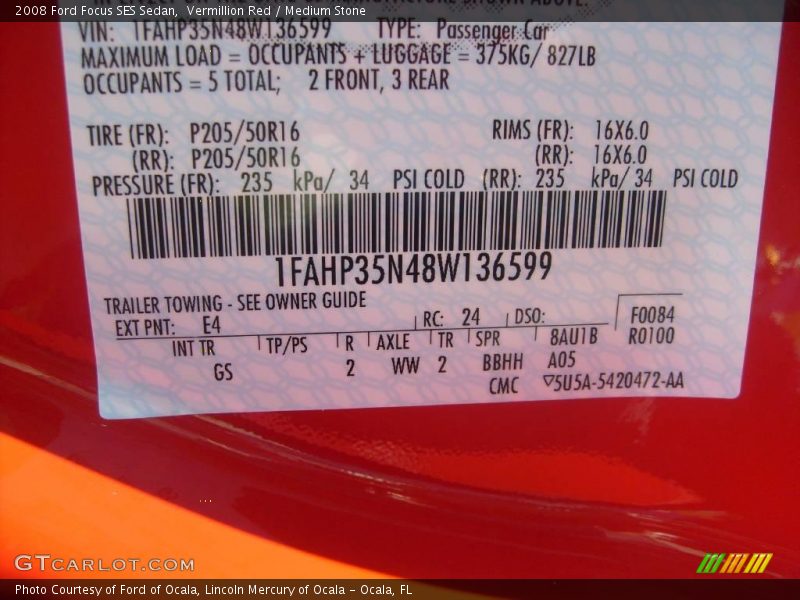 2008 Ford Focus SES Sedan,  Vermillion Red / Medium Stone
VIN: 1FAHP35N48W136599 TYPE: Passenger Car
MAXIMUM LOAD = OCCUPANTS + LUGGAGE = 375KG/ 827LB
OCCUPANTS = 5 TOTAL; 2 FRONT, 3 REAR
TIRE (FR): P205/50R16 RIMS (FR): 16X6.0
(RR): P205/50R16 (RR): 16X6.0
PRESSURE (FR): 235 kPa/ 34 PSI COLD (RR): 235 kPa/ 34 PSI COLD
1FAHP35N48W136599
TRAILER TOWING - SEE OWNER GUIDE
EXT PNT: E4 RC: 24 DSO: F0084
INT TR TP/PS R AXLE TR SPR 8AU1B R0100
GS 2 WW 2 BBHH A05
CMC ▽5U5A-5420472-AA
GTCARLOT.COM
Photo Courtesy of Ford of Ocala, Lincoln Mercury of Ocala - Ocala, FL